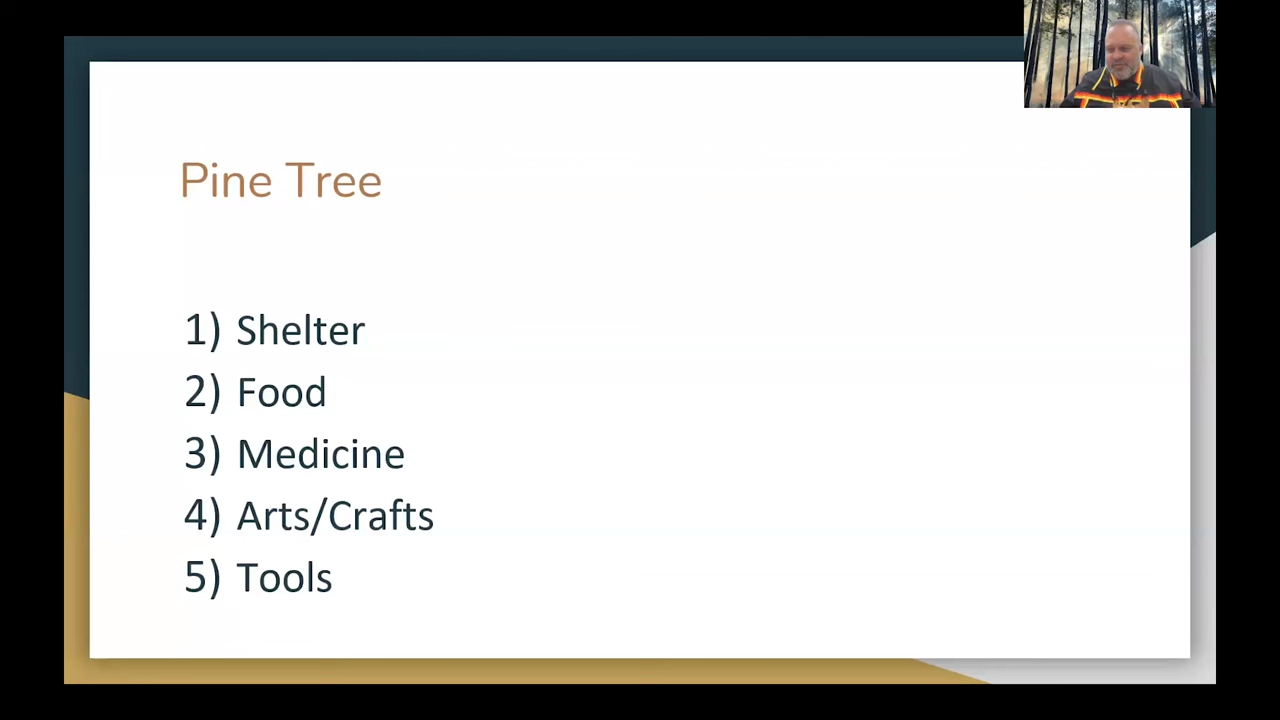 Pine Tree
1) Shelter
2) Food
3) Medicine
4) Arts/Crafts
5) Tools